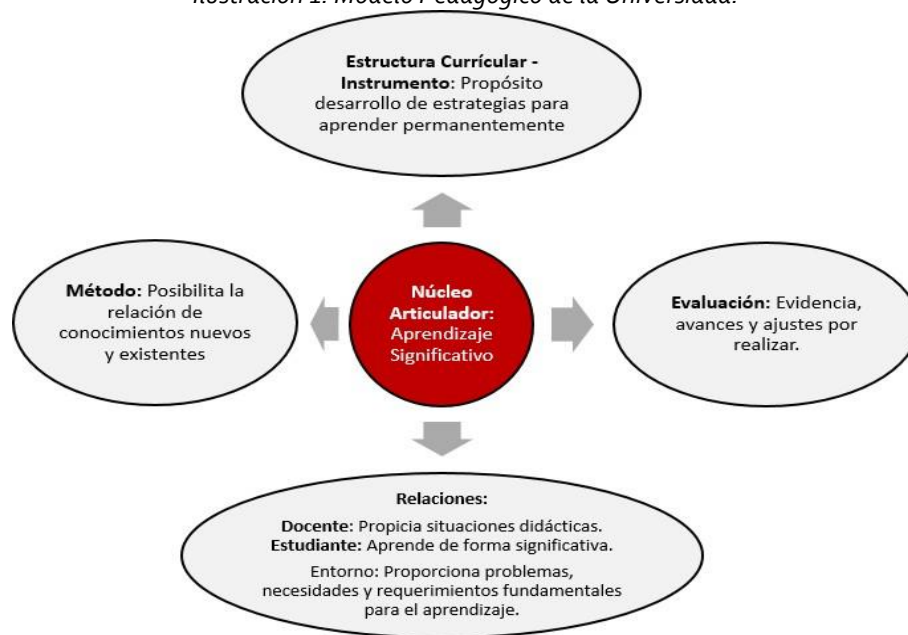 Ilustración 1. Modelo Pedagógico de la Universidad.
Estructura Currícular -
Instrumento: Propósito
desarrollo de estrategias para
aprender permanentemente
Método: Posibilita la
relación de
conocimientos nuevos
y existentes
Núcleo
Articulador:
Aprendizaje
Significativo
Evaluación: Evidencia,
avances y ajustes por
realizar.
Relaciones:
Docente: Propicia situaciones didácticas.
Estudiante: Aprende de forma significativa.
Entorno: Proporciona problemas,
necesidades y requerimientos fundamentales
para el aprendizaje.